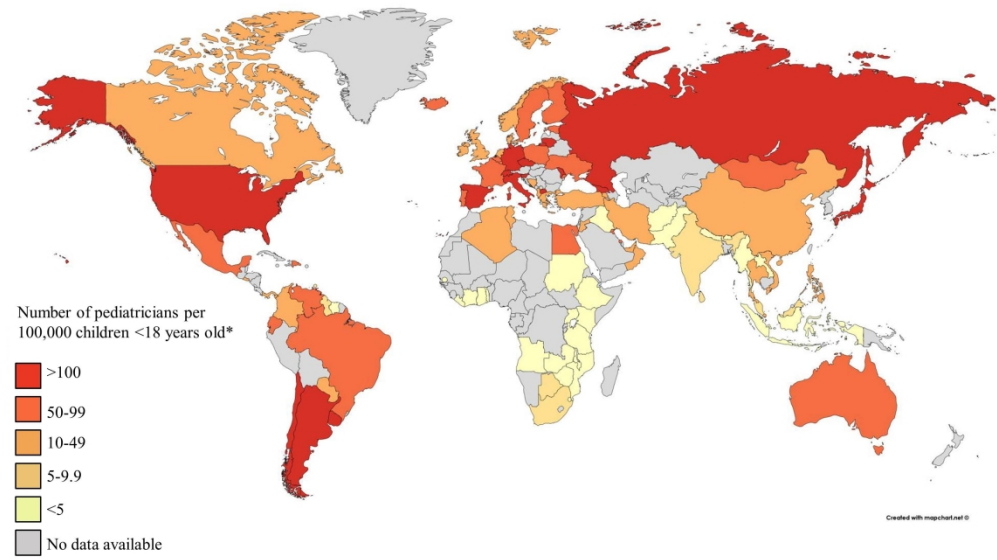 Number of pediatricians per
100,000 children <18 years old*
>100
50-99
10-49
5-9.9
<5
No data available
Created with mapchart.net ©